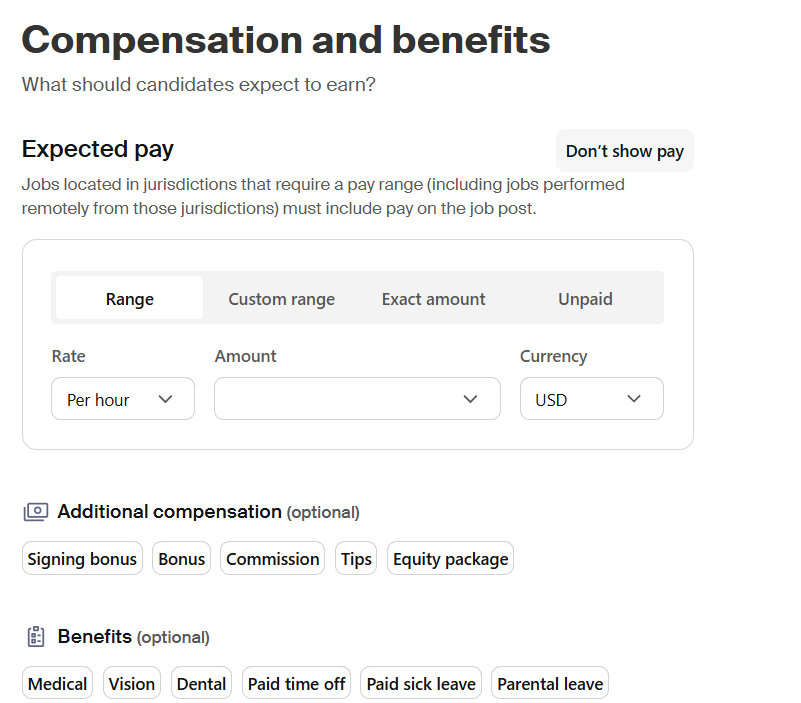 Compensation and benefits
What should candidates expect to earn?
Expected pay
Don’t show pay
Jobs located in jurisdictions that require a pay range (including jobs performed
remotely from those jurisdictions) must include pay on the job post.
Range Custom range Exact amount Unpaid
Rate Amount Currency
Per hour USD
Additional compensation (optional)
Signing bonus Bonus Commission Tips Equity package
Benefits (optional)
Medical Vision Dental Paid time off Paid sick leave Parental leave